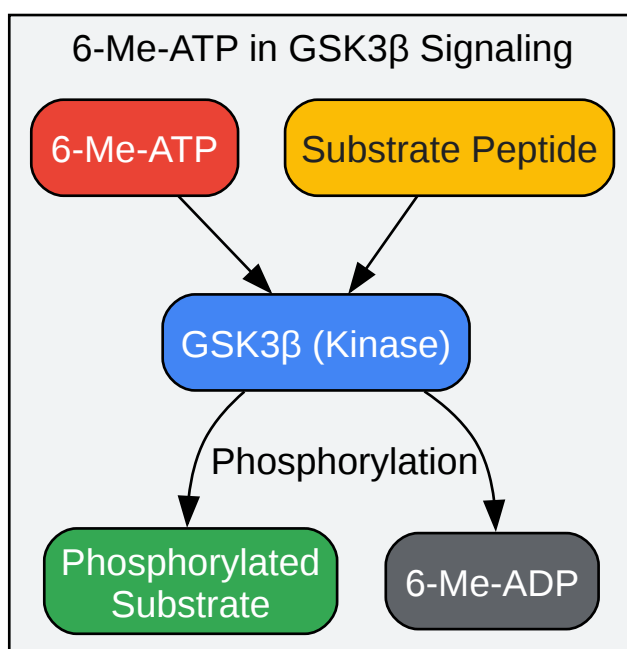 6-Me-ATP in GSK3β Signaling
6-Me-ATP
Substrate Peptide
GSK3β (Kinase)
Phosphorylation
Phosphorylated
Substrate
6-Me-ADP